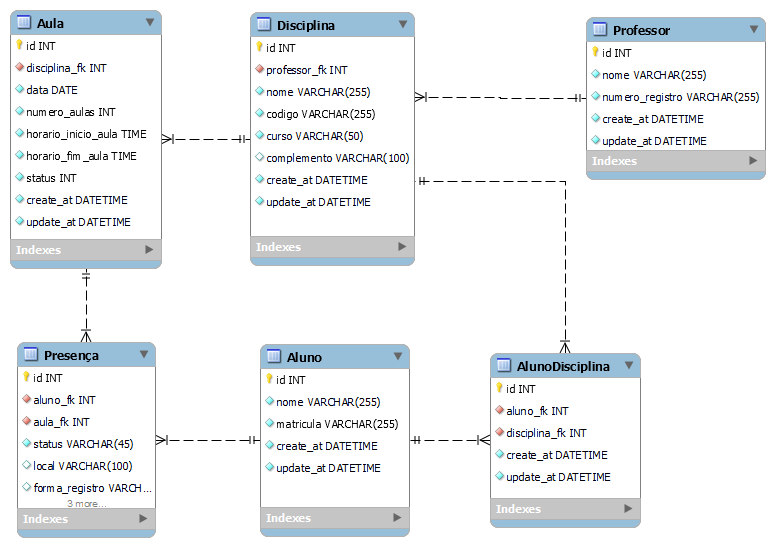 Aula
id INT
disciplina_fk INT
data DATE
numero_aulas INT
horario_inicio_aula TIME
horario_fim_aula TIME
status INT
create_at DATETIME
update_at DATETIME
Indexes
Disciplina
id INT
professor_fk INT
nome VARCHAR(255)
codigo VARCHAR(255)
curso VARCHAR(50)
complemento VARCHAR(100)
create_at DATETIME
update_at DATETIME
Indexes
Professor
id INT
nome VARCHAR(255)
numero_registro VARCHAR(255)
create_at DATETIME
update_at DATETIME
Indexes
Presença
id INT
aluno_fk INT
aula_fk INT
status VARCHAR(45)
local VARCHAR(100)
forma_registro VARCH...
3 more...
Indexes
Aluno
id INT
nome VARCHAR(255)
matricula VARCHAR(255)
create_at DATETIME
update_at DATETIME
Indexes
AlunoDisciplina
id INT
aluno_fk INT
disciplina_fk INT
create_at DATETIME
update_at DATETIME
Indexes